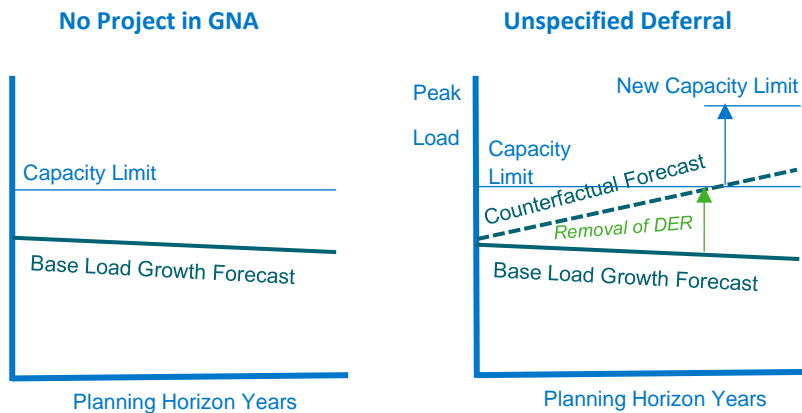 No Project in GNA
Capacity Limit
Base Load Growth Forecast
Planning Horizon Years
Unspecified Deferral
Peak
Load
New Capacity Limit
Capacity
Limit
Counterfactual Forecast
Removal of DER
Base Load Growth Forecast
Planning Horizon Years